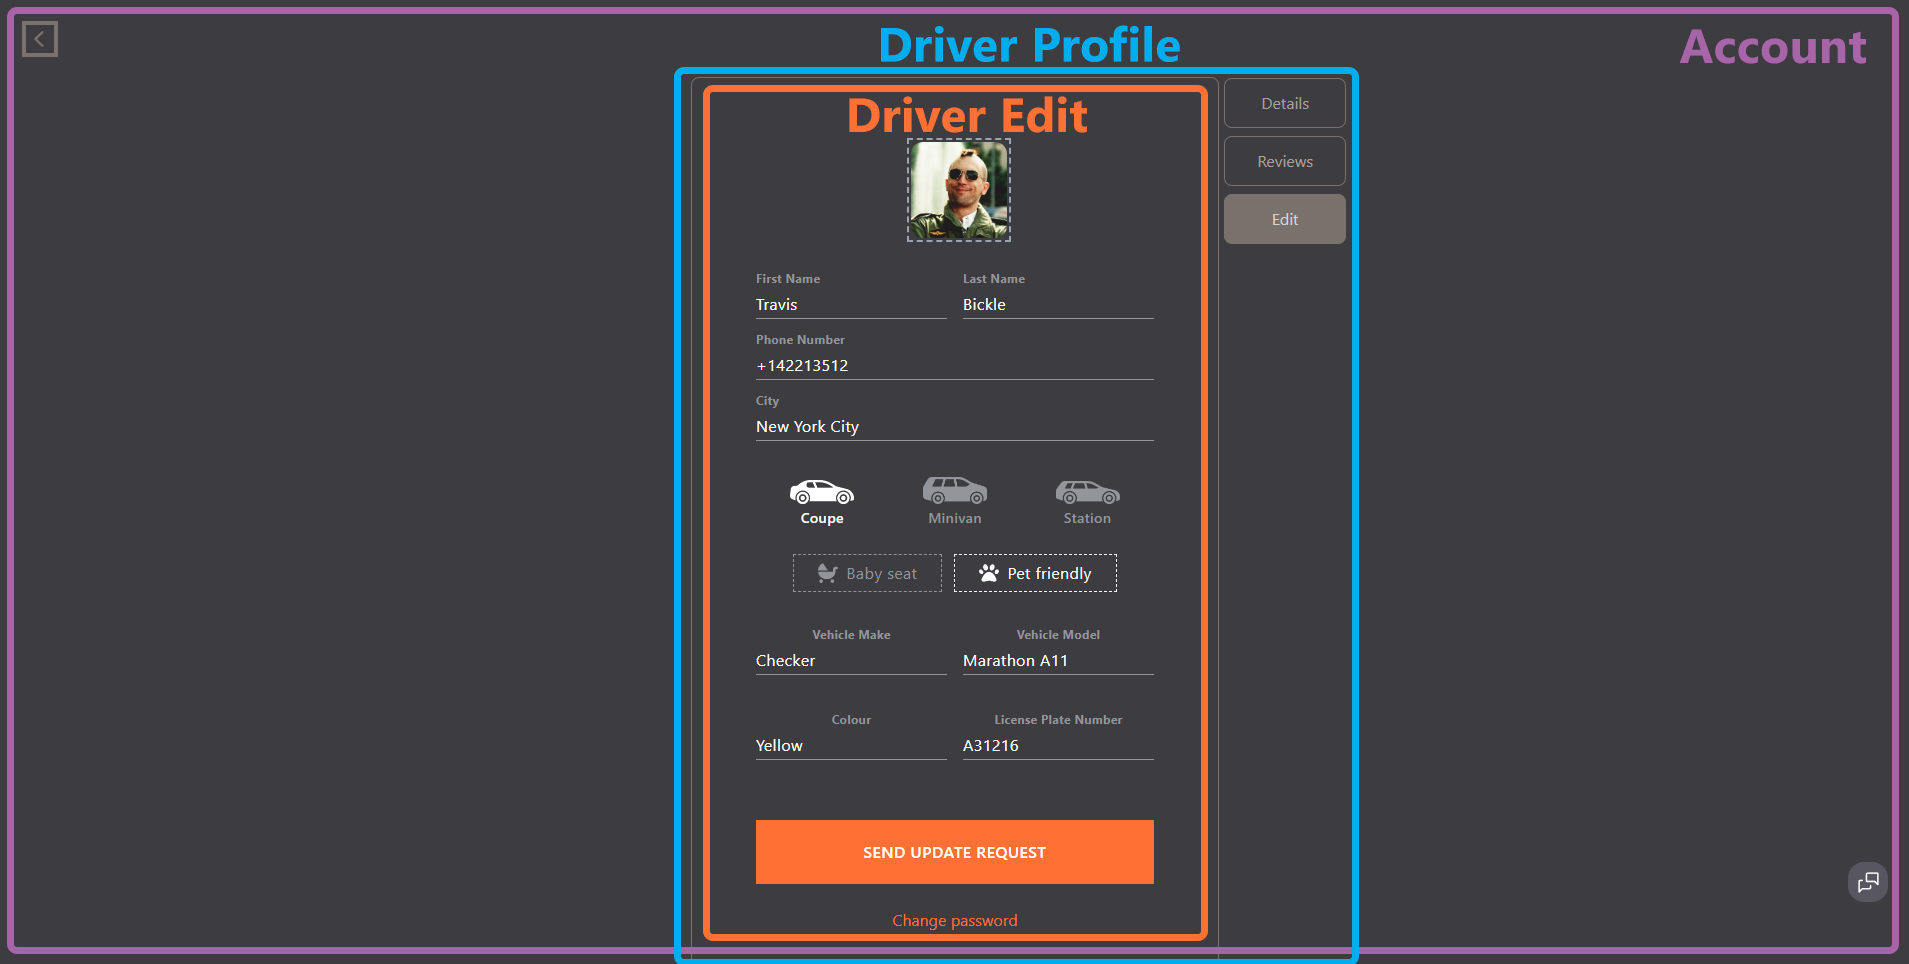 Driver Profile
Account
Driver Edit
Details
Reviews
Edit
First Name
Last Name
Travis
Bickle
Phone Number
+142213512
City
New York City
Coupe
Minivan
Station
Baby seat
Pet friendly
Vehicle Make
Vehicle Model
Checker
Marathon A11
Colour
License Plate Number
Yellow
A31216
SEND UPDATE REQUEST
Change password